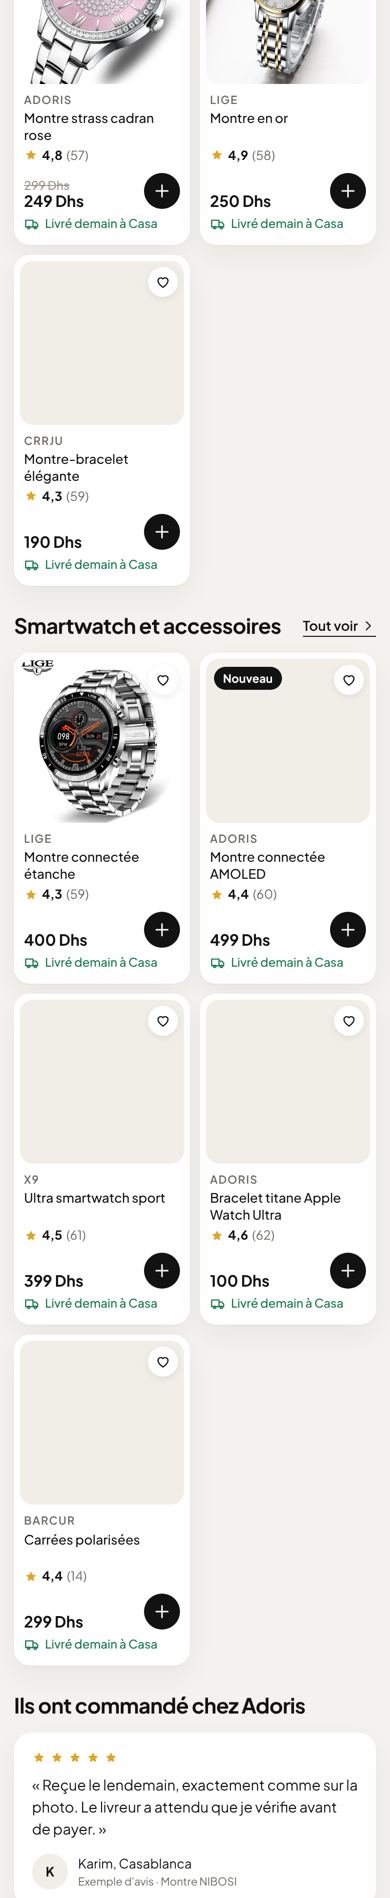 ADORIS
Montre strass cadran
rose
4,8 (57)
299 Dhs
249 Dhs
Livré demain à Casa
LIGE
Montre en or
4,9 (58)
250 Dhs
Livré demain à Casa
CRRJU
Montre-bracelet
élégante
4,3 (59)
190 Dhs
Livré demain à Casa
Smartwatch et accessoires
Tout voir
LIGE
LIGE
Montre connectée
étanche
4,3 (59)
400 Dhs
Livré demain à Casa
Nouveau
ADORIS
Montre connectée
AMOLED
4,4 (60)
499 Dhs
Livré demain à Casa
X9
Ultra smartwatch sport
4,5 (61)
399 Dhs
Livré demain à Casa
ADORIS
Bracelet titane Apple
Watch Ultra
4,6 (62)
100 Dhs
Livré demain à Casa
BARCUR
Carrées polarisées
4,4 (14)
299 Dhs
Livré demain à Casa
Ils ont commandé chez Adoris
« Reçue le lendemain, exactement comme sur la
photo. Le livreur a attendu que je vérifie avant
de payer. »
K
Karim, Casablanca
Exemple d'avis · Montre NIBOSI